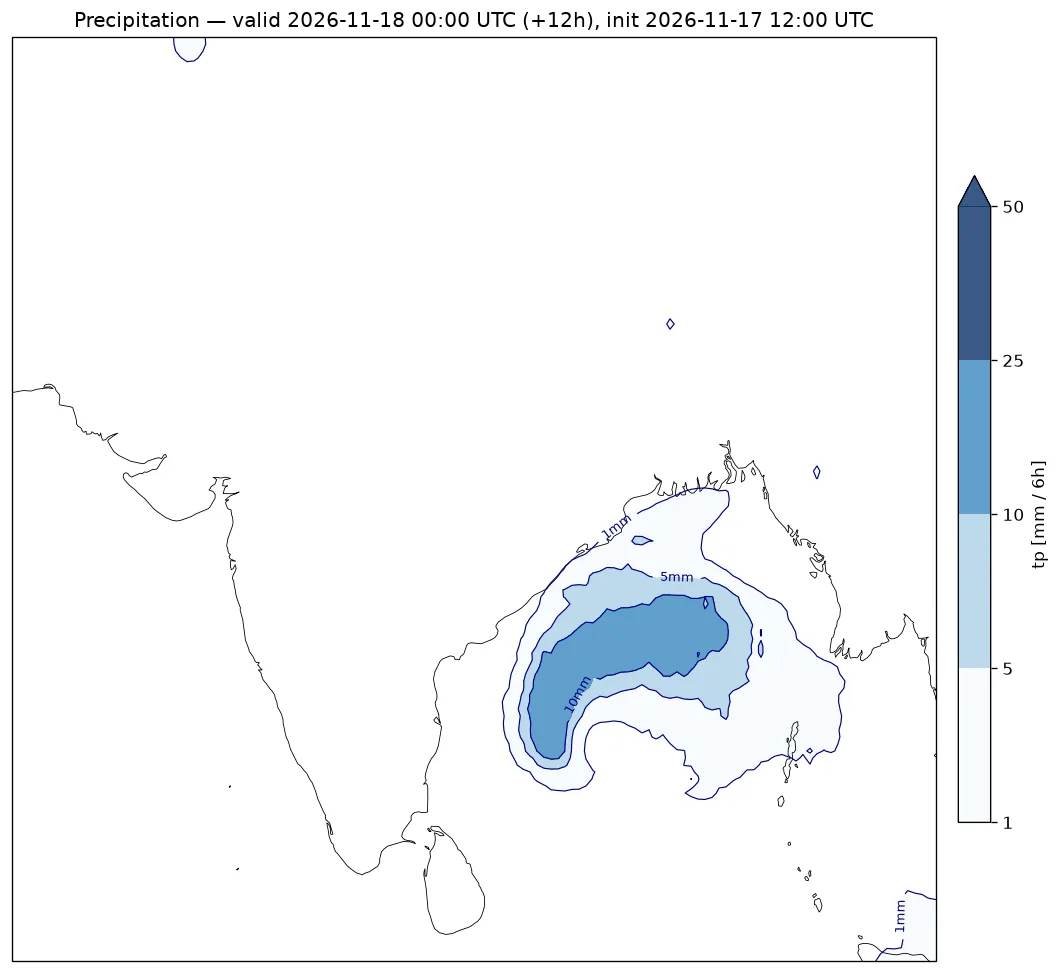 Precipitation — valid 2026-11-18 00:00 UTC (+12h), init 2026-11-17 12:00 UTC
50
25
10
5
1
tp [mm / 6h]
1mm
5mm
10mm
1mm